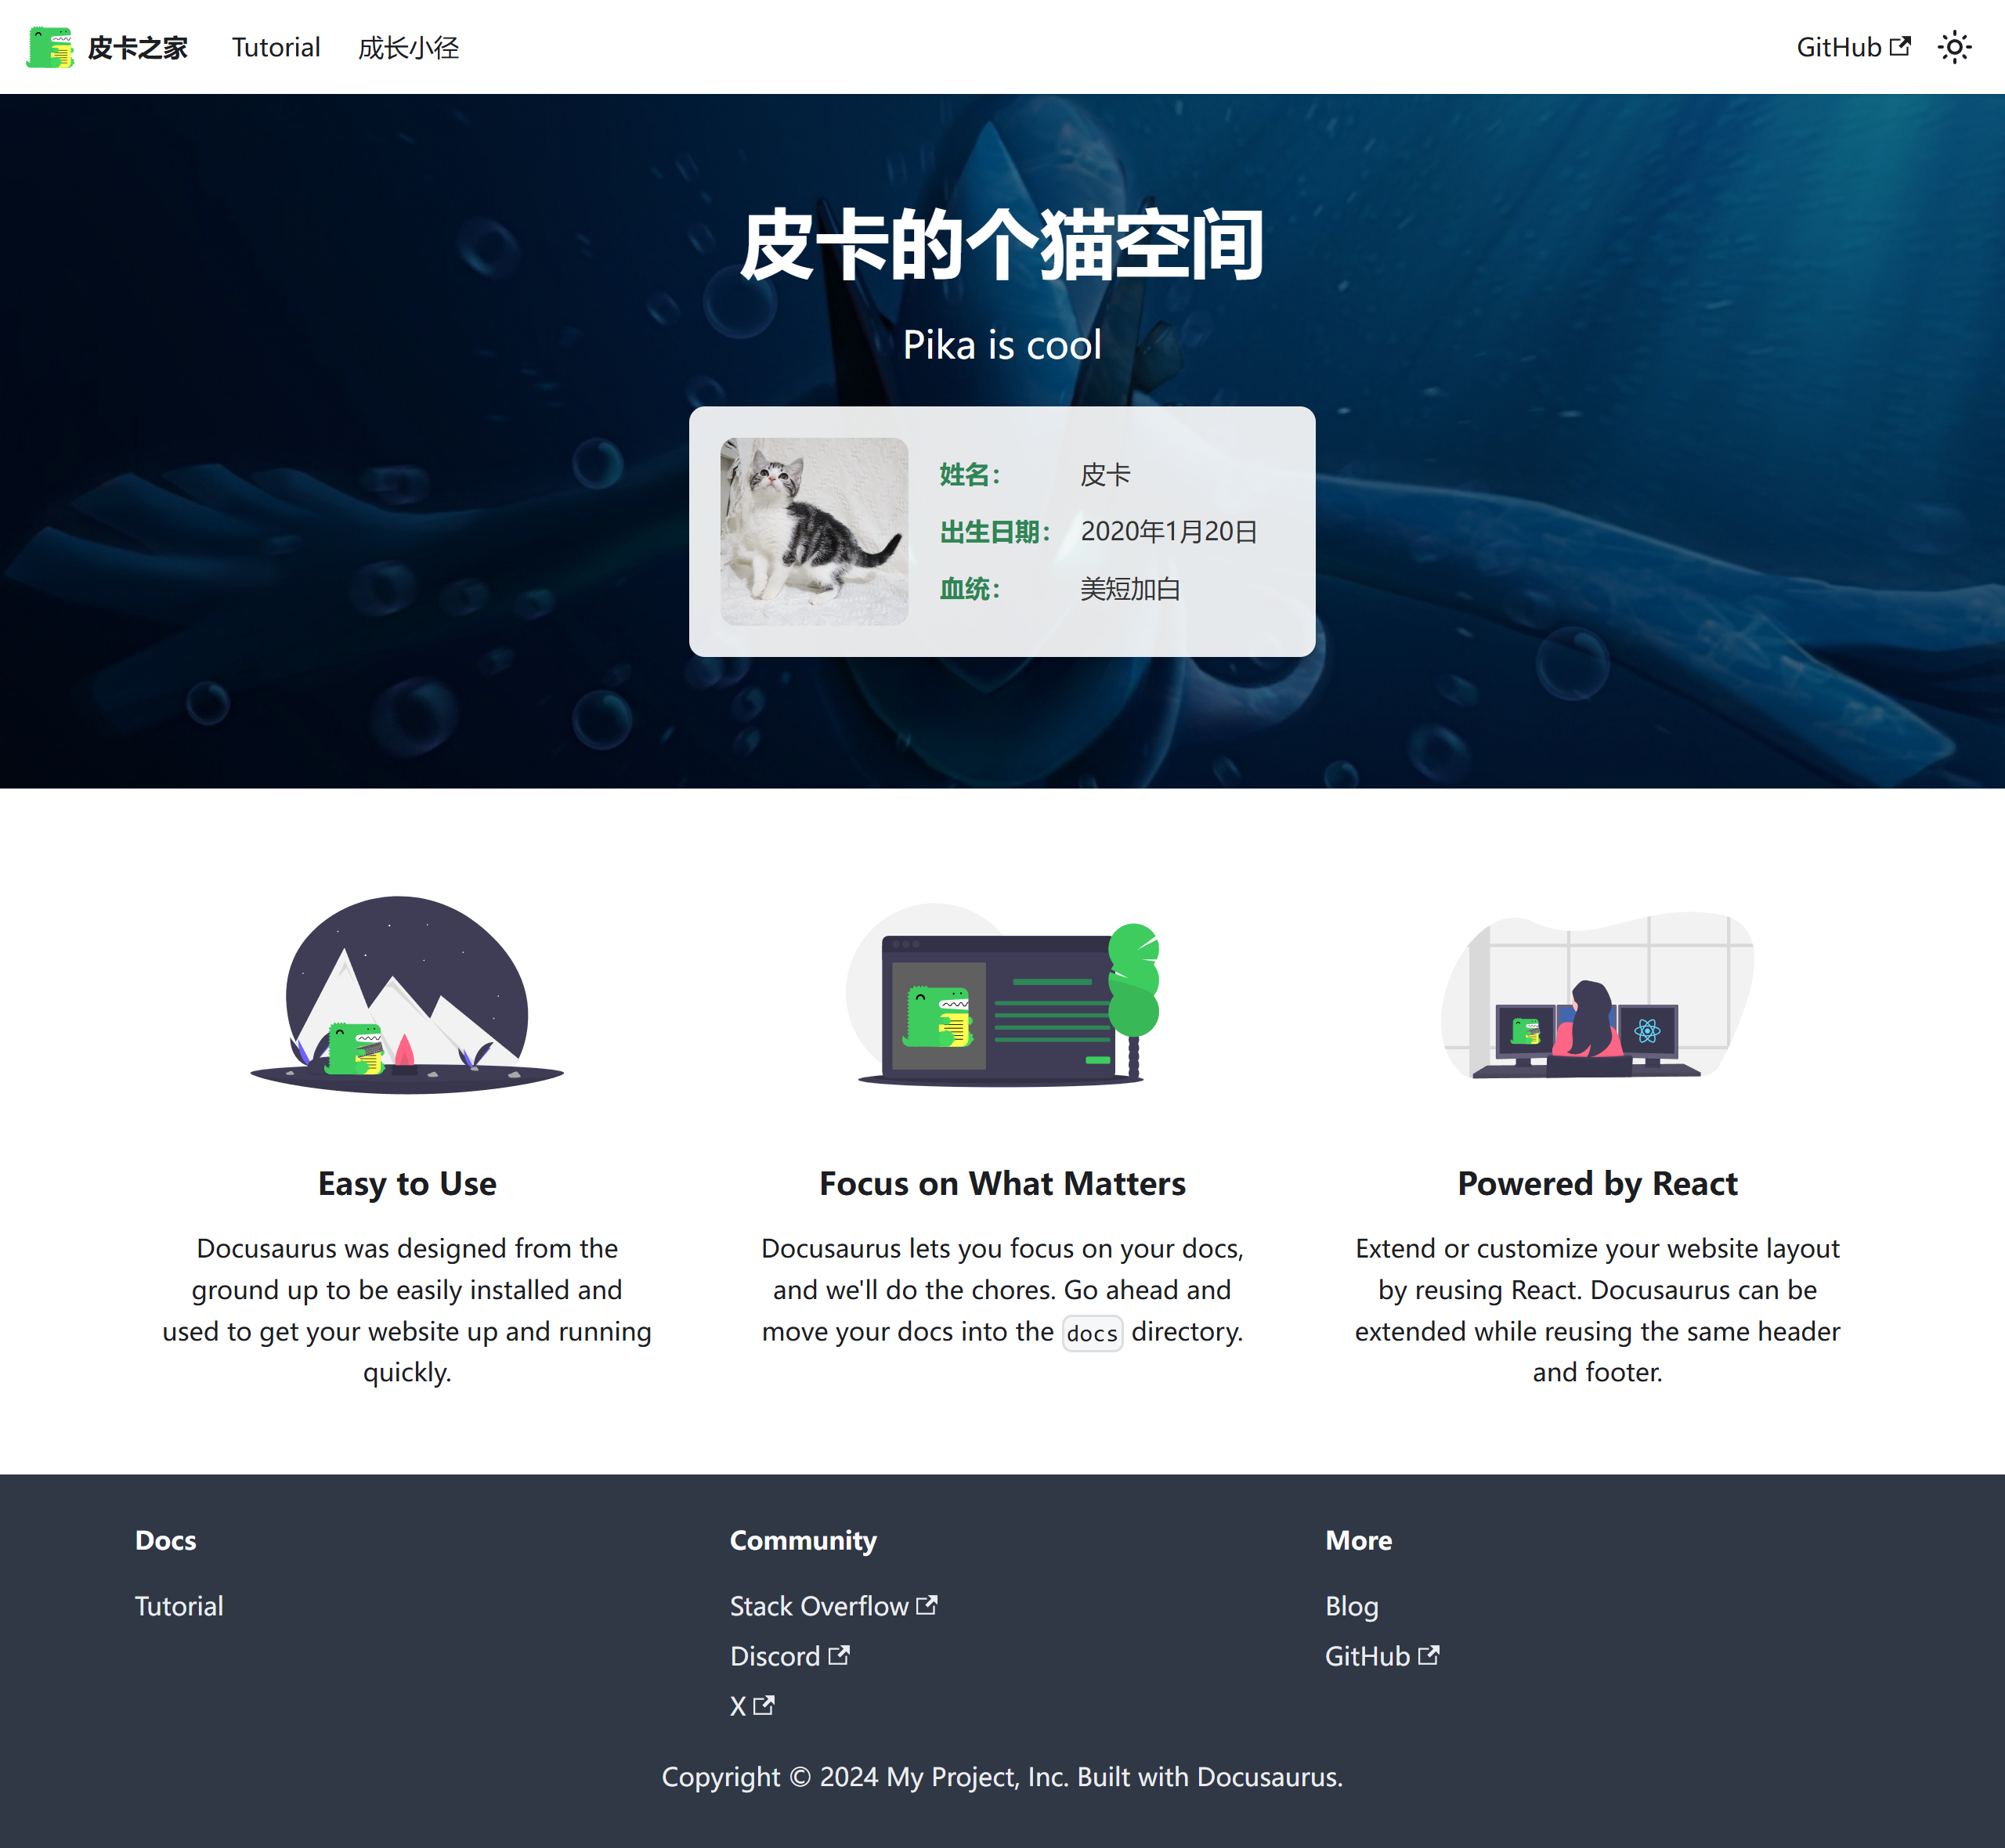 皮卡之家 Tutorial 成长小径 GitHub
皮卡的个猫空间
Pika is cool
姓名： 皮卡
出生日期： 2020年1月20日
血统： 美短加白
Easy to Use
Docusaurus was designed from the
ground up to be easily installed and
used to get your website up and running
quickly.
Focus on What Matters
Docusaurus lets you focus on your docs,
and we'll do the chores. Go ahead and
move your docs into the docs directory.
Powered by React
Extend or customize your website layout
by reusing React. Docusaurus can be
extended while reusing the same header
and footer.
Docs
Tutorial
Community
Stack Overflow
Discord
X
More
Blog
GitHub
Copyright © 2024 My Project, Inc. Built with Docusaurus.